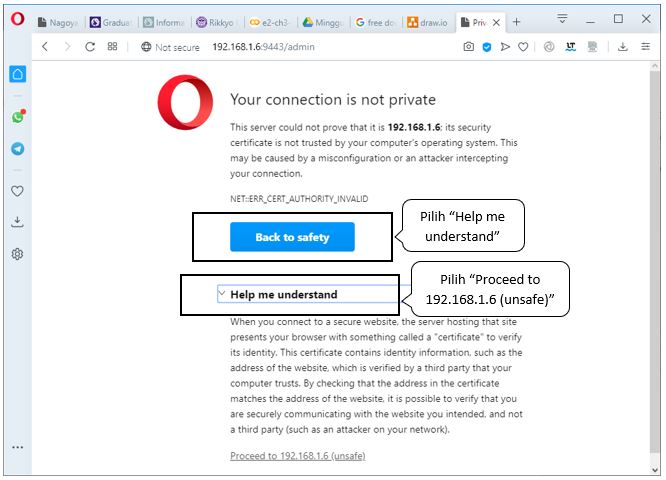 Nagoya
Graduat
Informa
Rikkyo
e2-ch3-
Minggu
free dow
draw.io
Priv
Not secure
192.168.1.6:9443/admin
Your connection is not private
This server could not prove that it is 192.168.1.6; its security
certificate is not trusted by your computer's operating system. This
may be caused by a misconfiguration or an attacker intercepting
your connection.
NET::ERR_CERT_AUTHORITY_INVALID
Back to safety
Pilih “Help me
understand”
Help me understand
Pilih “Proceed to
192.168.1.6 (unsafe)”
When you connect to a secure website, the server hosting that site
presents your browser with something called a "certificate" to verify
its identity. This certificate contains identity information, such as the
address of the website, which is verified by a third party that your
computer trusts. By checking that the address in the certificate
matches the address of the website, it is possible to verify that you
are securely communicating with the website you intended, and not
a third party (such as an attacker on your network).
Proceed to 192.168.1.6 (unsafe)